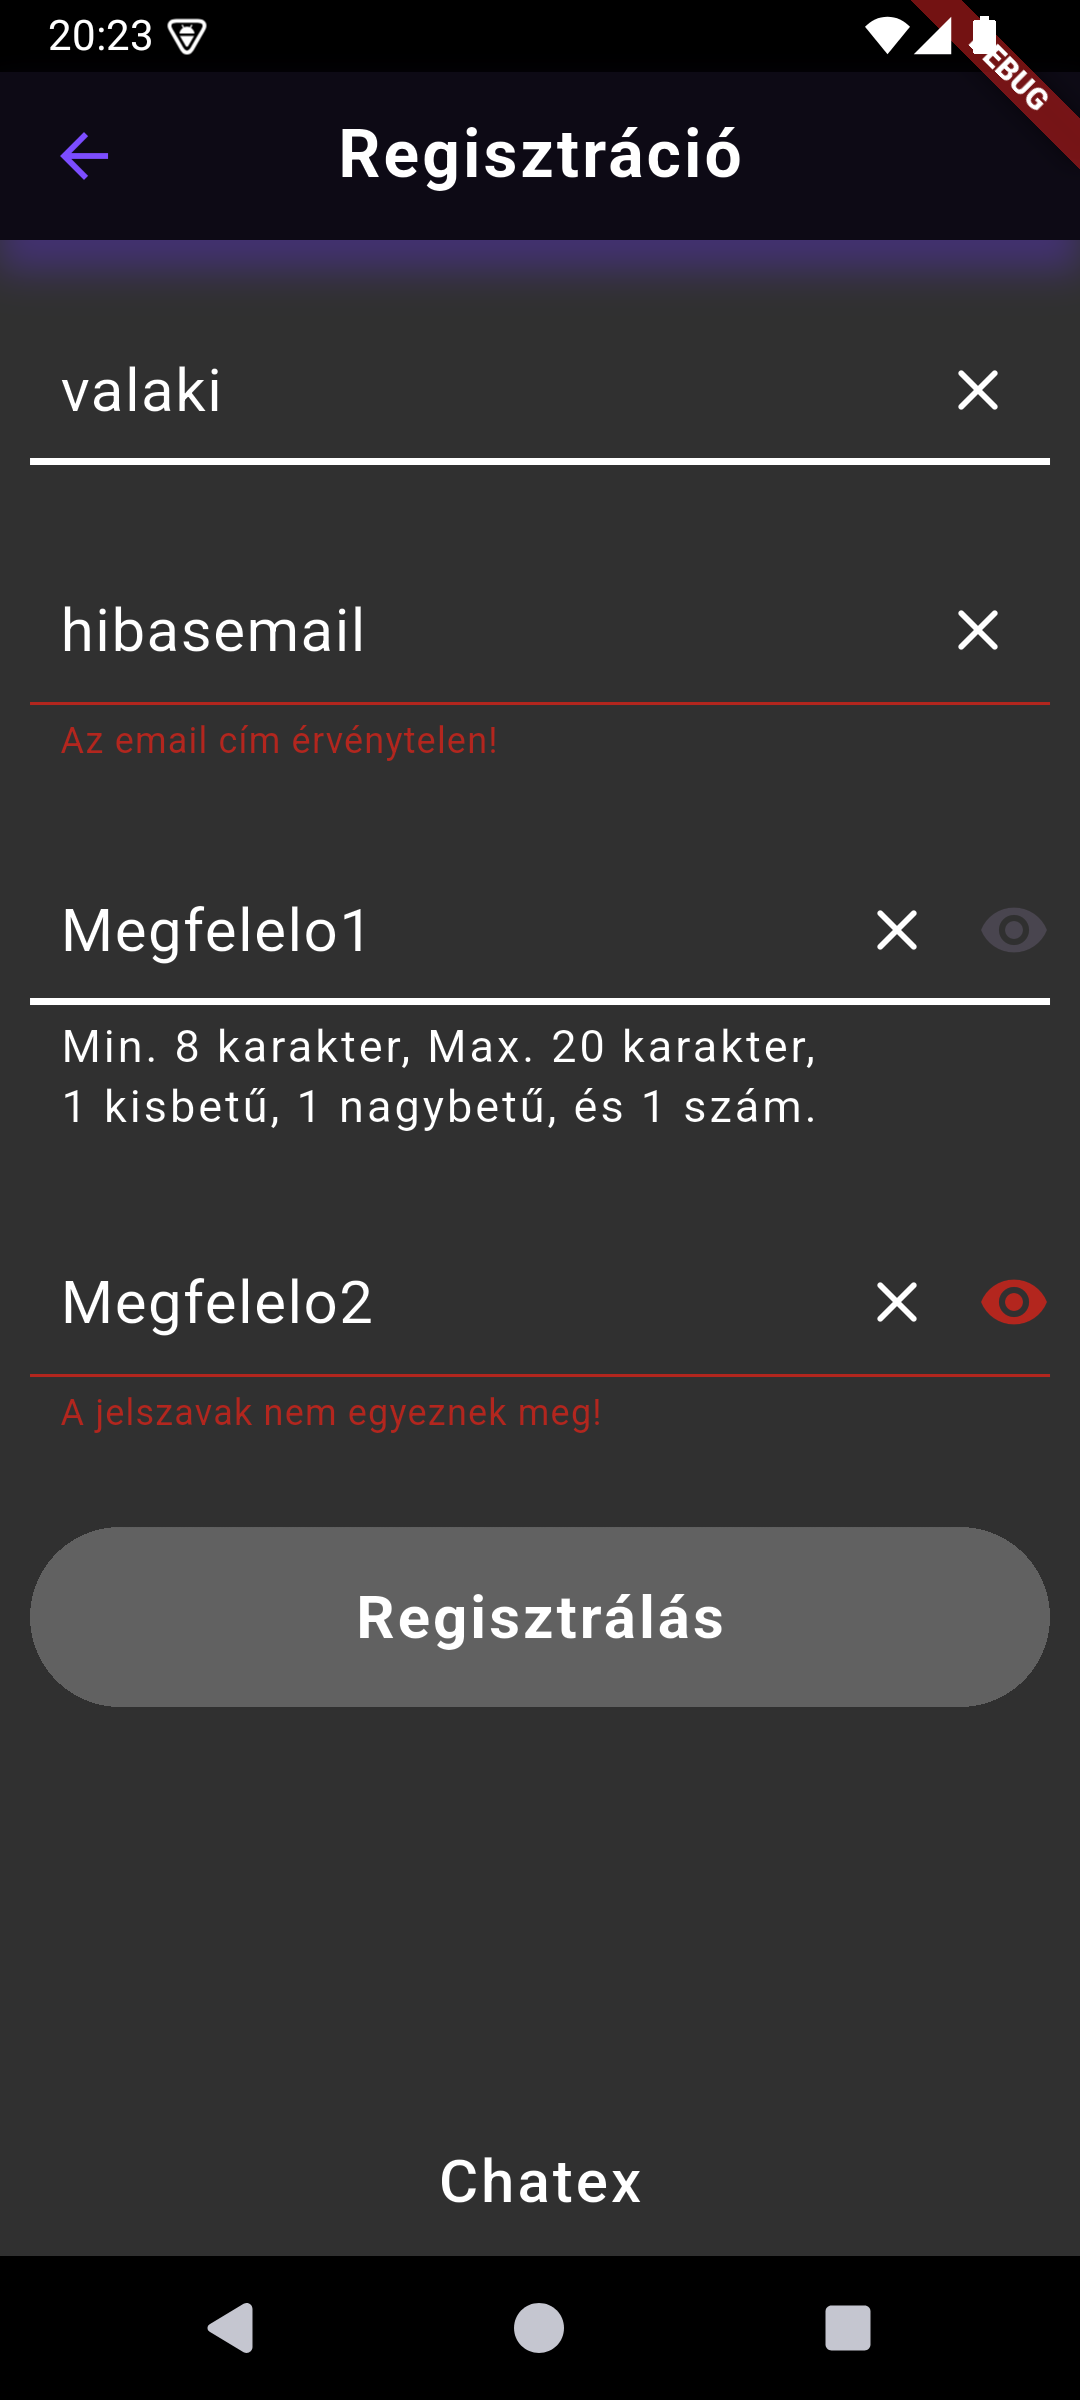 20:23
EBUG
Regisztráció
valaki
hibasemail
Az email cím érvénytelen!
Megfelelo1
Min. 8 karakter, Max. 20 karakter,
1 kisbetű, 1 nagybetű, és 1 szám.
Megfelelo2
A jelszavak nem egyeznek meg!
Regisztrálás
Chatex